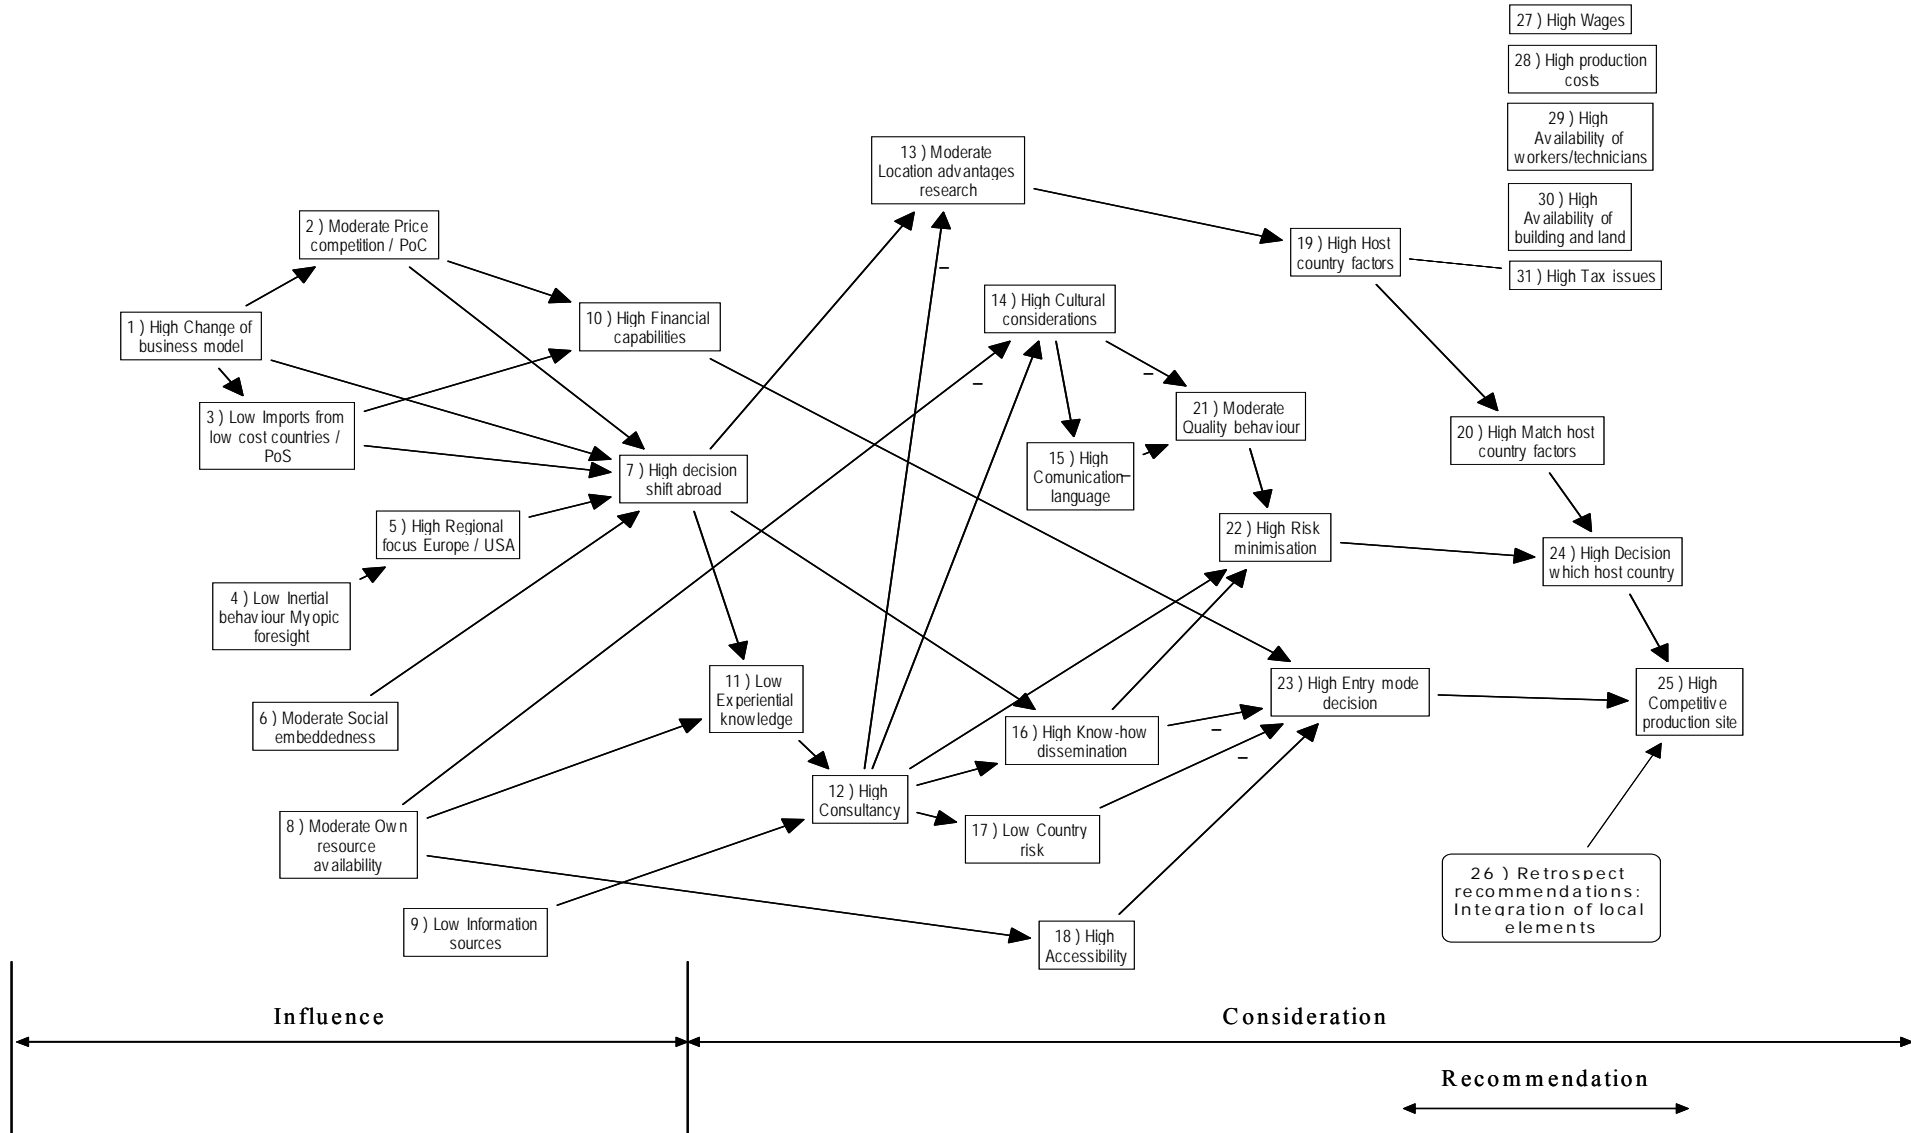 27 ) High Wages
28 ) High production
costs
29 ) High
Availability of
workers/technicians
30 ) High
Availability of
building and land
31 ) High Tax issues
13 ) Moderate
Location advantages
research
2 ) Moderate Price
competition / PoC
19 ) High Host
country factors
14 ) High Cultural
considerations
10 ) High Financial
capabilities
1 ) High Change of
business model
3 ) Low Imports from
low cost countries /
PoS
21 ) Moderate
Quality behaviour
20 ) High Match host
country factors
15 ) High
Comunication
language
7 ) High decision
shift abroad
5 ) High Regional
focus Europe / USA
22 ) High Risk
minimisation
24 ) High Decision
which host country
4 ) Low Inertial
behaviour Myopic
foresight
11 ) Low
Experiential
knowledge
23 ) High Entry mode
decision
25 ) High
Competitive
production site
6 ) Moderate Social
embeddedness
16 ) High Know-how
dissemination
12 ) High
Consultancy
8 ) Moderate Own
resource
availability
17 ) Low Country
risk
26 ) Retrospect
recommendations:
Integration of local
elements
9 ) Low Information
sources
18 ) High
Accessibility
–
–
–
–
–
–
Influence
Consideration
Recommendation